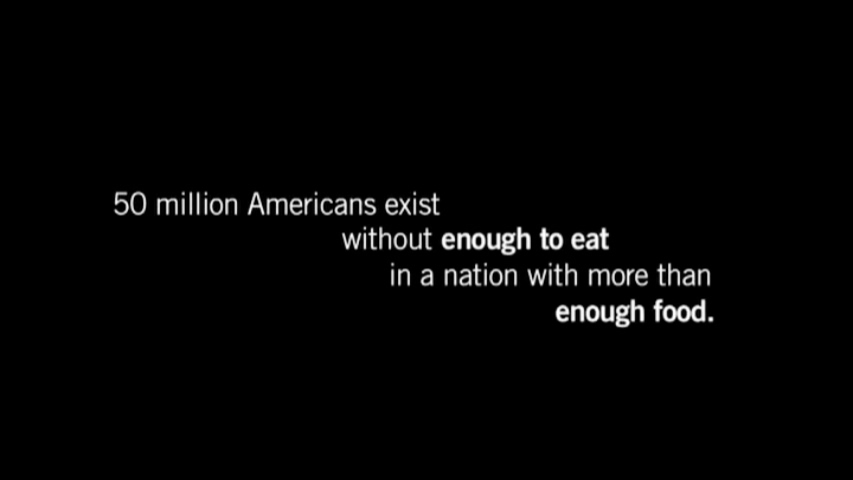 50 million Americans exist
without enough to eat
in a nation with more than
enough food.